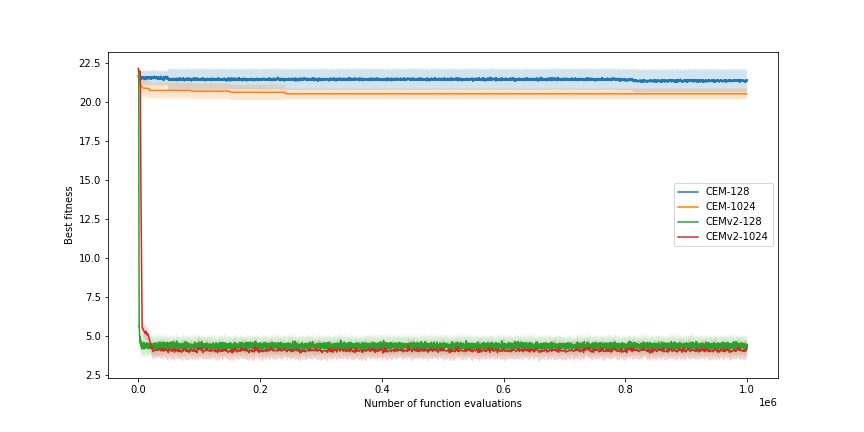 22.5
20.0
17.5
15.0
12.5
10.0
7.5
5.0
2.5
Best fitness
CEM-128
CEM-1024
CEMv2-128
CEMv2-1024
0.0 0.2 0.4 0.6 0.8 1.0
1e6
Number of function evaluations